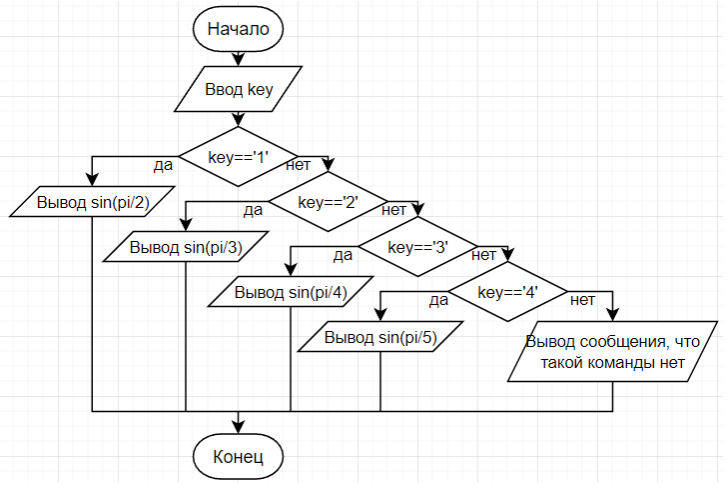 Начало
Ввод key
key=='1'
да
нет
Вывод sin(pi/2)
key=='2'
да
нет
Вывод sin(pi/3)
key=='3'
да
нет
Вывод sin(pi/4)
key=='4'
да
нет
Вывод sin(pi/5)
Вывод сообщения, что
такой команды нет
Конец